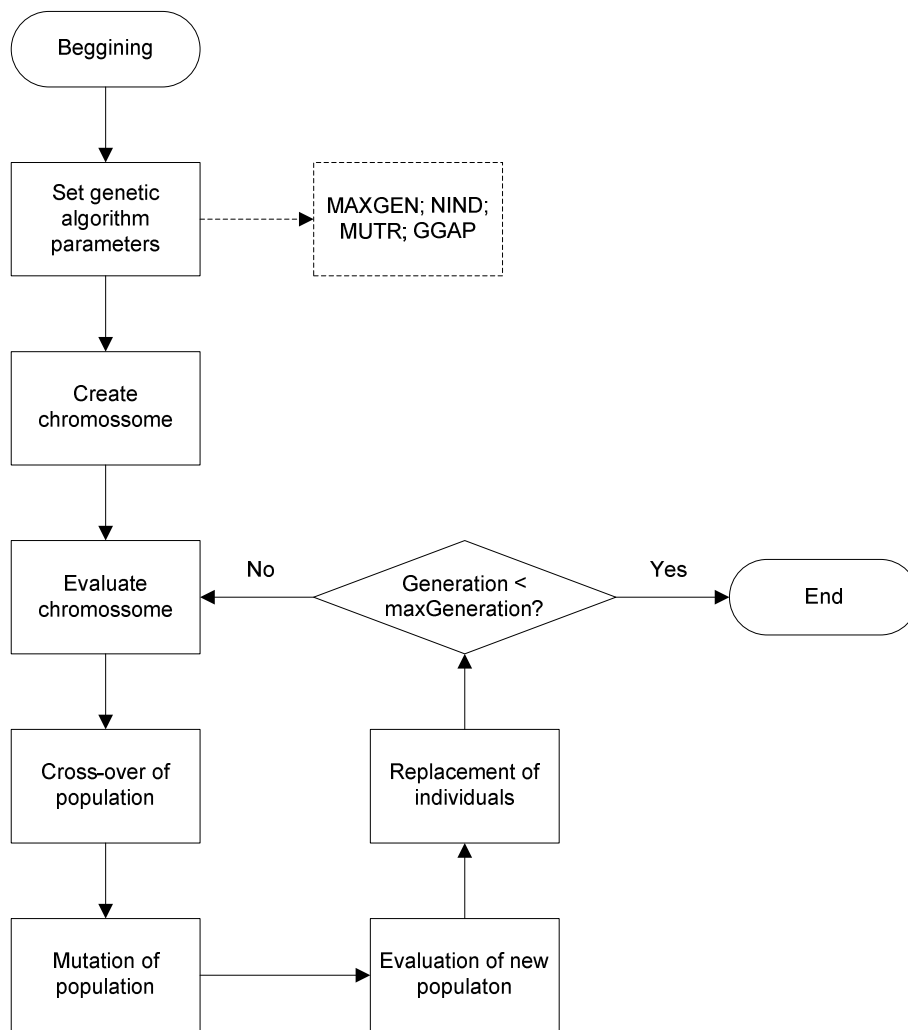 Beggining
Set genetic
algorithm
parameters
MAXGEN; NIND;
MUTR; GGAP
Create
chromossome
Evaluate
chromossome
No
Generation <
maxGeneration?
Yes
End
Cross-over of
population
Replacement of
individuals
Mutation of
population
Evaluation of new
populaton